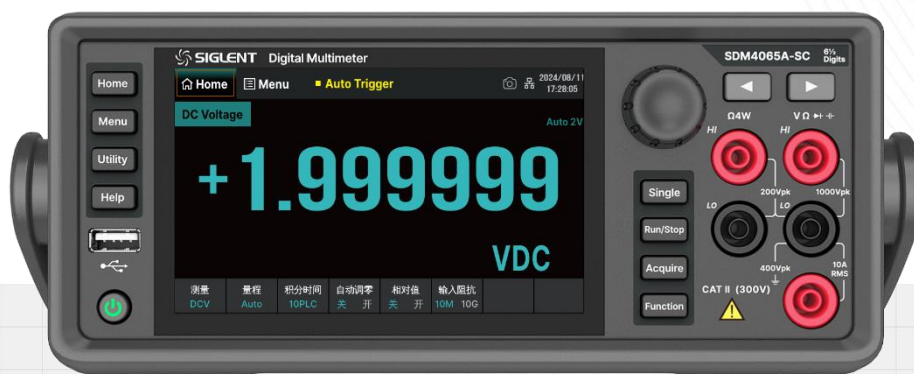 SIGLENT Digital Multimeter
SDM4065A-SC 6½ Digits
Home
Menu
Utility
Help
Home Menu Auto Trigger 2024/08/11 17:28:05
DC Voltage
Auto 2V
+1.999999
VDC
测量 量程 积分时间 自动调零 相对值 输入阻抗
DCV Auto 10PLC 关 开 关 开 10M 10G
Single
Run/Stop
Acquire
Function
Ω4W VΩ
HI HI
200Vpk 1000Vpk
LO LO
400Vpk 10A RMS
CAT II (300V)